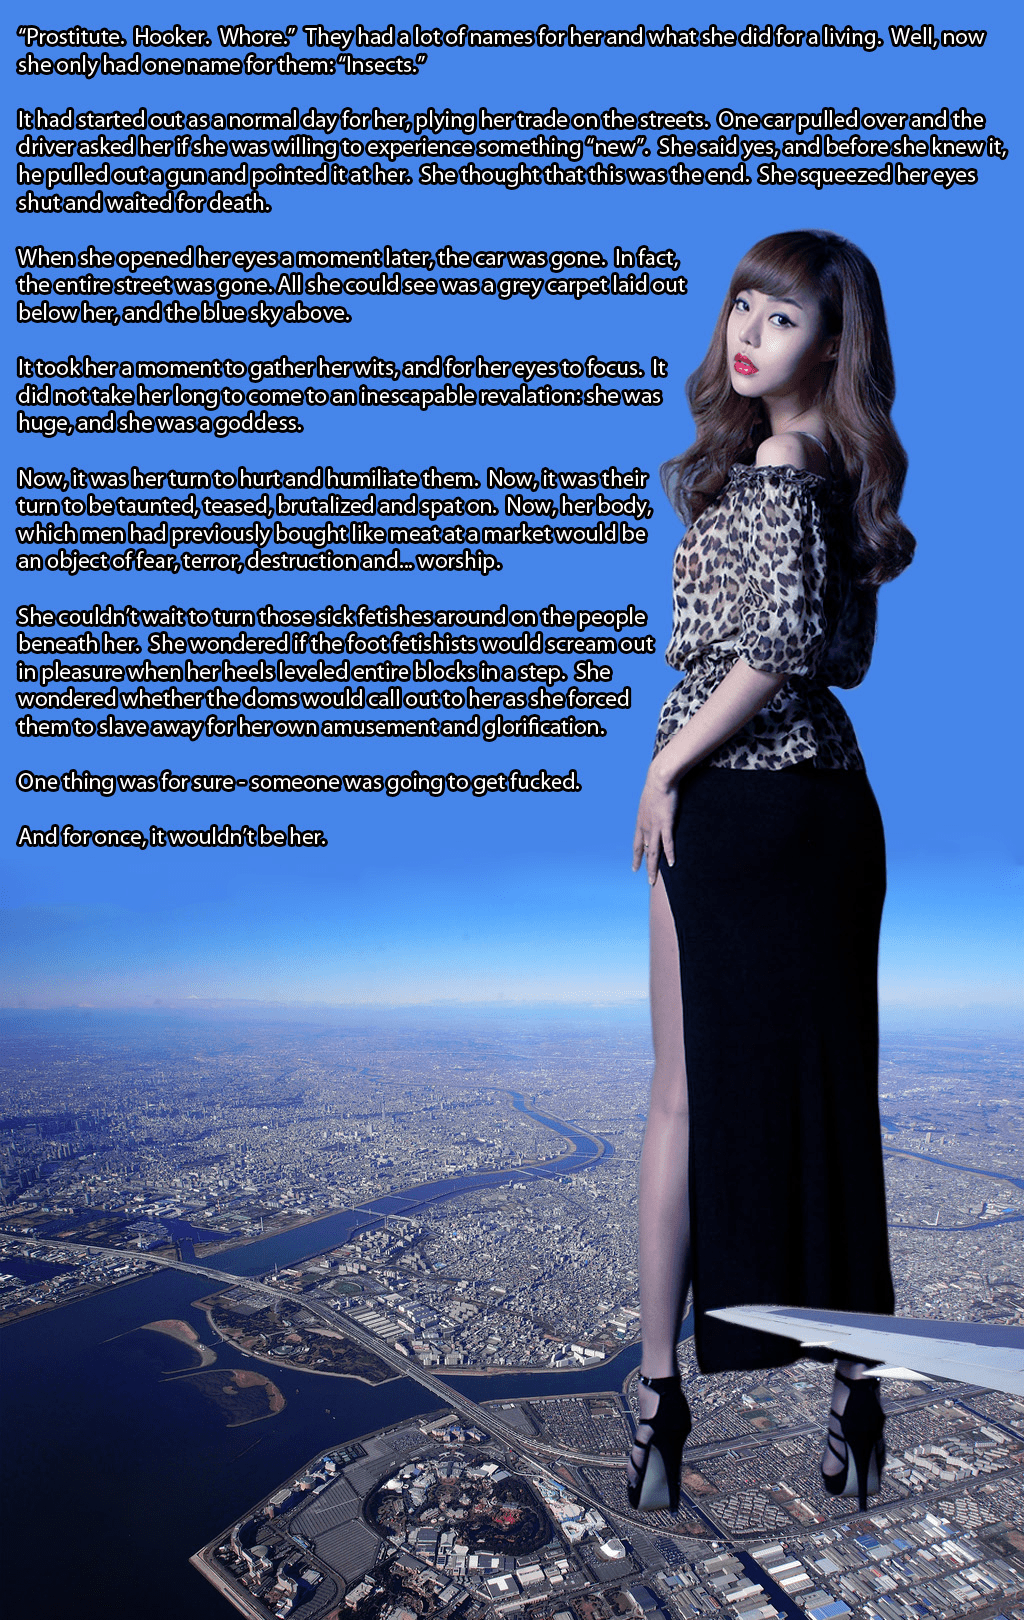 “Prostitute.  Hooker.  Whore.”  They had a lot of names for her and what she did for a living.  Well, now
she only had one name for them: “Insects.”
It had started out as a normal day for her, plying her trade on the streets.  One car pulled over and the
driver asked her if she was willing to experience something “new”.  She said yes, and before she knew it,
he pulled out a gun and pointed it at her.  She thought that this was the end.  She squeezed her eyes
shut and waited for death.
When she opened her eyes a moment later, the car was gone.  In fact,
the entire street was gone. All she could see was a grey carpet laid out
below her, and the blue sky above.
It took her a moment to gather her wits, and for her eyes to focus.  It
did not take her long to come to an inescapable revalation: she was
huge, and she was a goddess.
Now, it was her turn to hurt and humiliate them.  Now, it was their
turn to be taunted, teased, brutalized and spat on.  Now, her body,
which men had previously bought like meat at a market would be
an object of fear, terror, destruction and... worship.
She couldn’t wait to turn those sick fetishes around on the people
beneath her.  She wondered if the foot fetishists would scream out
in pleasure when her heels leveled entire blocks in a step.  She
wondered whether the doms would call out to her as she forced
them to slave away for her own amusement and glorification.
One thing was for sure - someone was going to get fucked.
And for once, it wouldn’t be her.